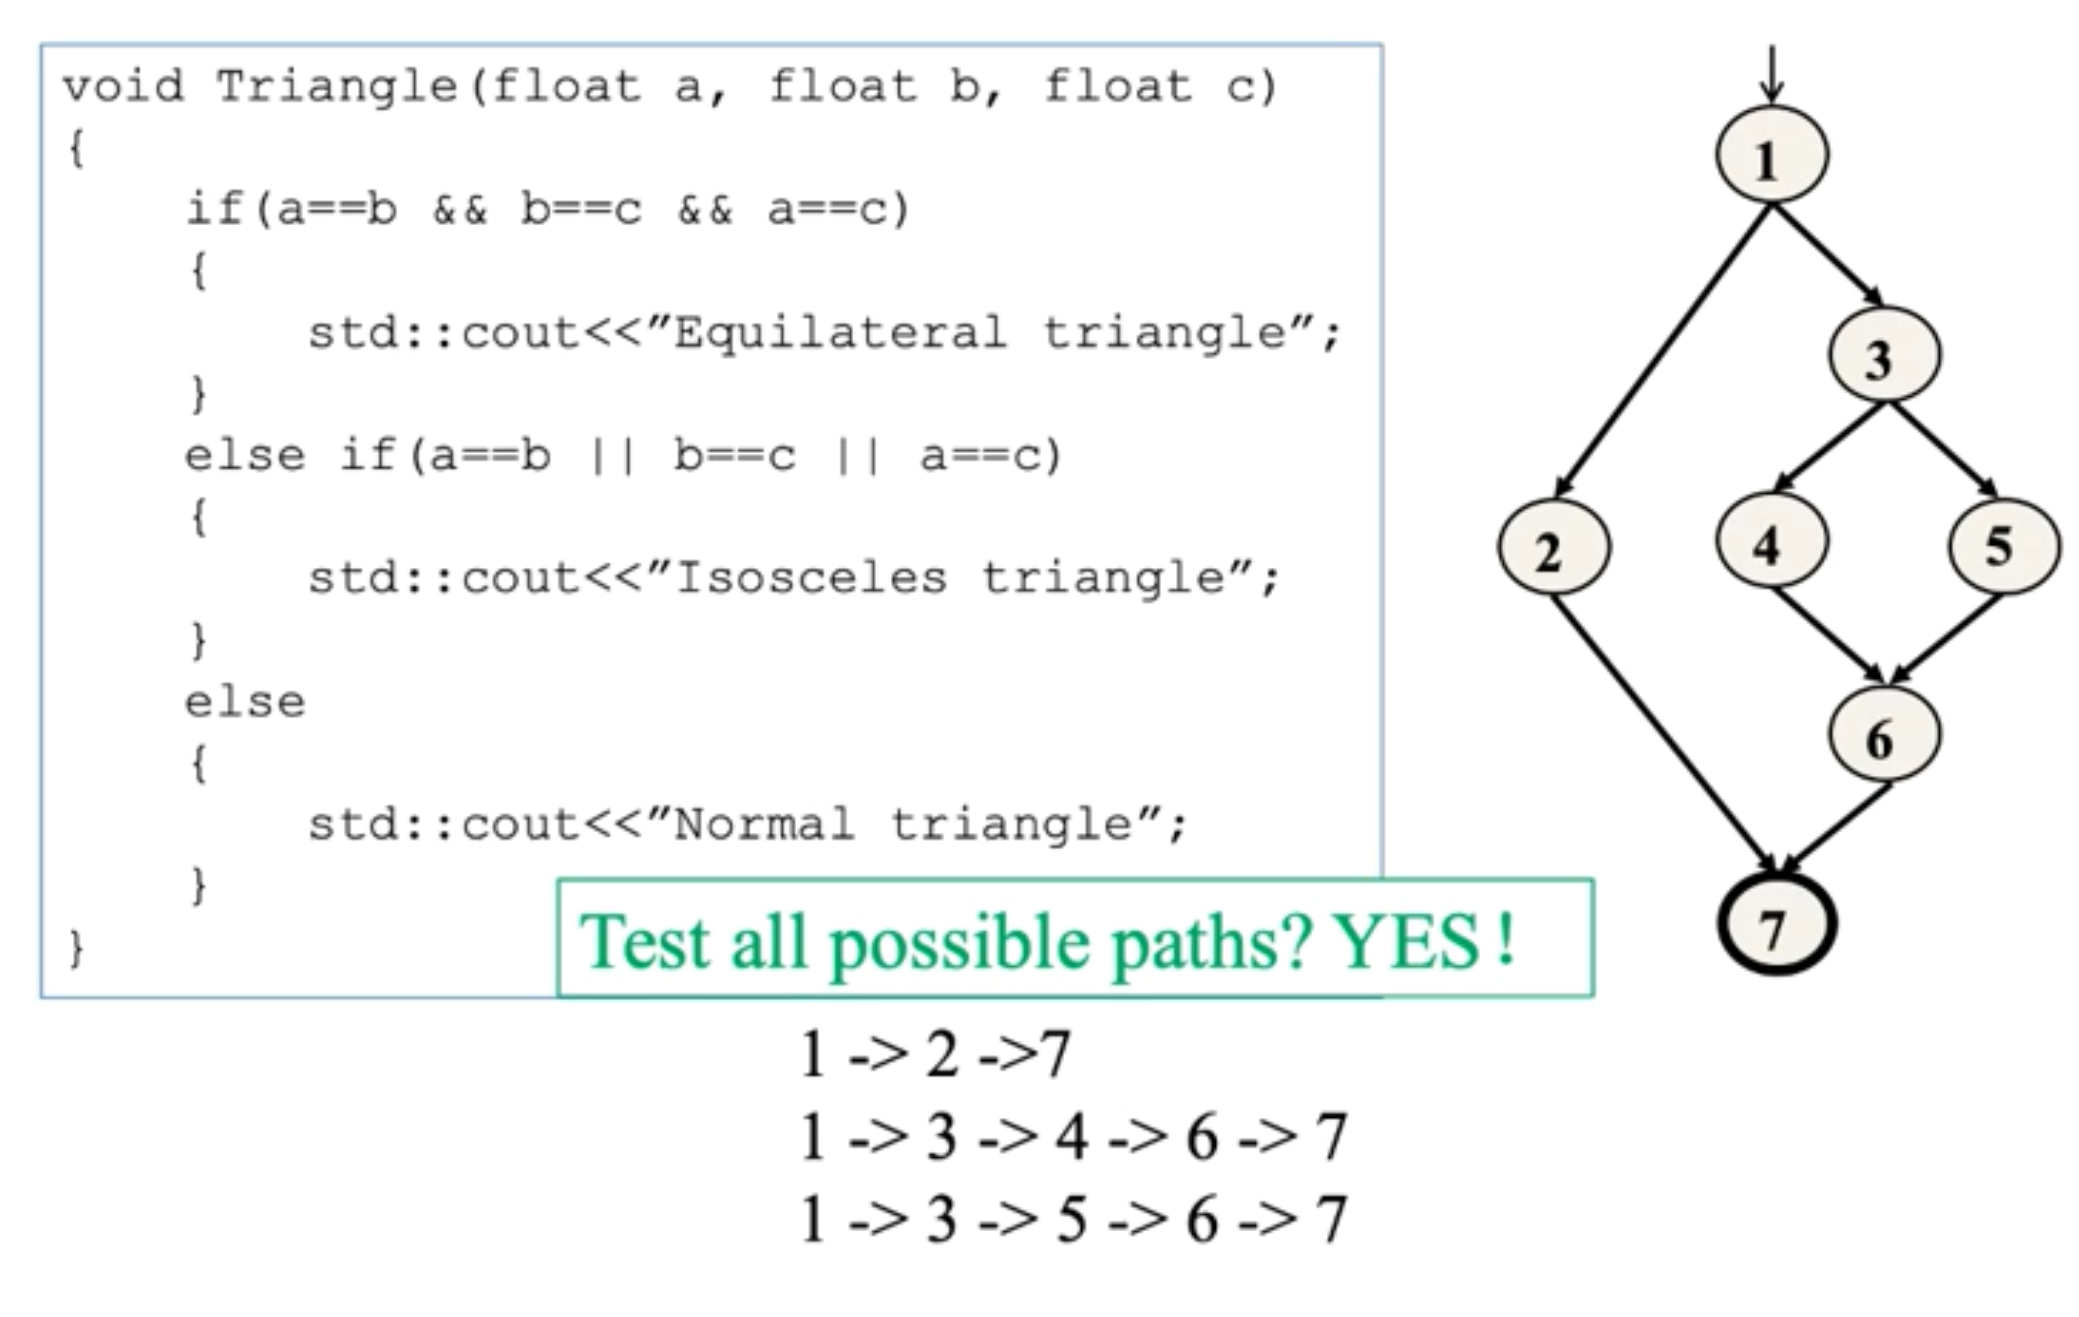 void Triangle(float a, float b, float c)
{
if(a==b && b==c && a==c)
{
std::cout<<”Equilateral triangle”;
}
else if(a==b || b==c || a==c)
{
std::cout<<”Isosceles triangle”;
}
else
{
std::cout<<”Normal triangle”;
}
}
Test all possible paths? YES !
1 -> 2 ->7
1 -> 3 -> 4 -> 6 -> 7
1 -> 3 -> 5 -> 6 -> 7
1
3
2
4
5
6
7